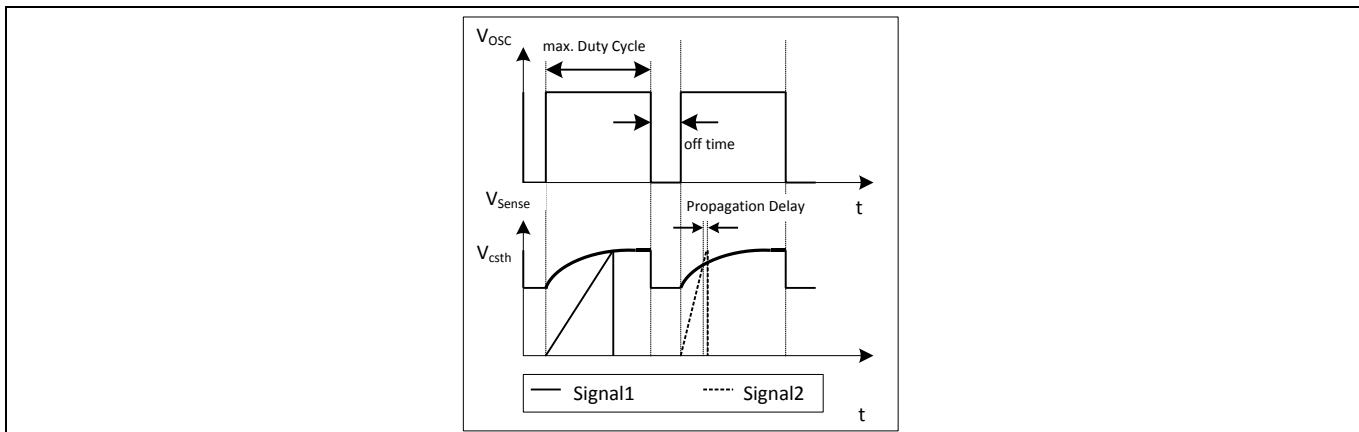 V_OSC
max. Duty Cycle
off time
t
V_Sense
Propagation Delay
V_csth
Signal1
Signal2
t